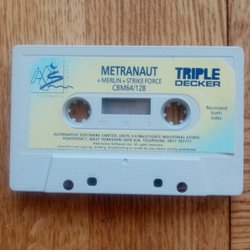 METRANAUT
+ MERLIN + STRIKE FORCE
CBM64/128
TRIPLE
DECKER
Recorded
both
sides
ALTERNATIVE SOFTWARE LIMITED, UNITS 3-6 BAILEYGATE INDUSTRIAL ESTATE,
PONTEFRACT, WEST YORKSHIRE WF8 2LN, TELEPHONE: 0977 797777